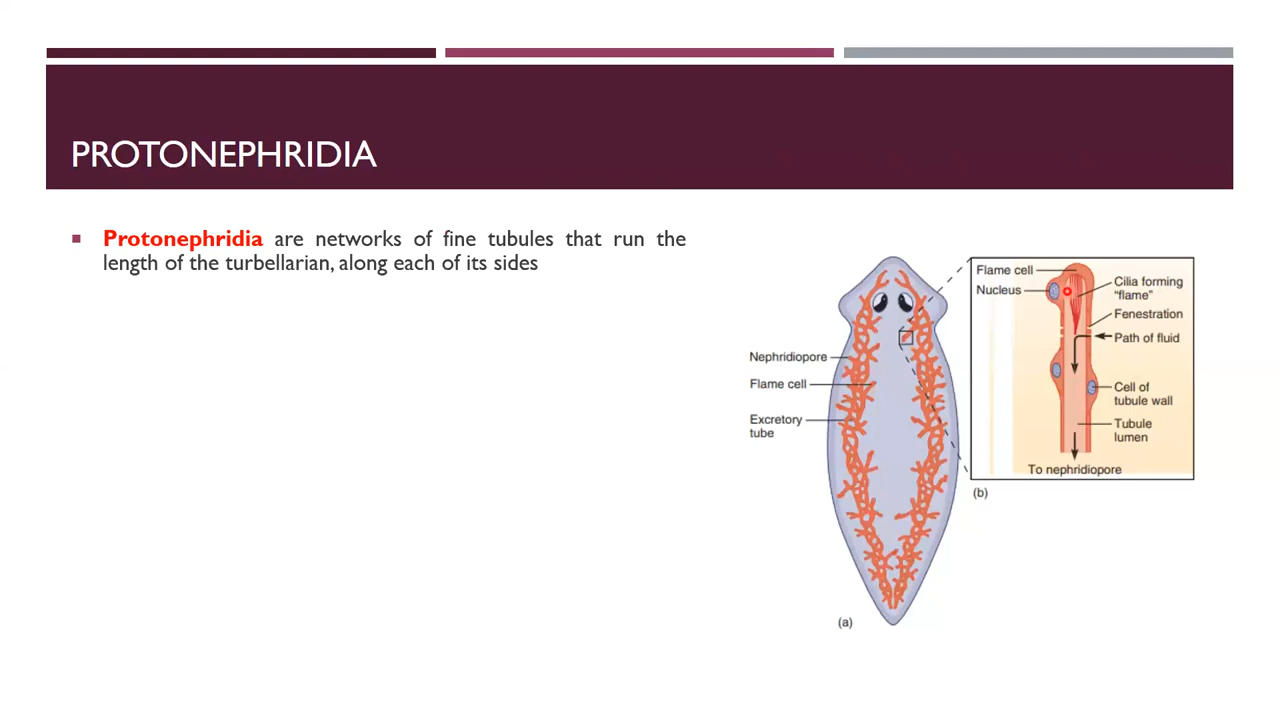 PROTONEPHRIDIA
Protonephridia are networks of fine tubules that run the
length of the turbellarian, along each of its sides
Nephridiopore
Flame cell
Excretory
tube
(a)
Flame cell
Nucleus
Cilia forming
"flame"
Fenestration
Path of fluid
Cell of
tubule wall
Tubule
lumen
To nephridiopore
(b)